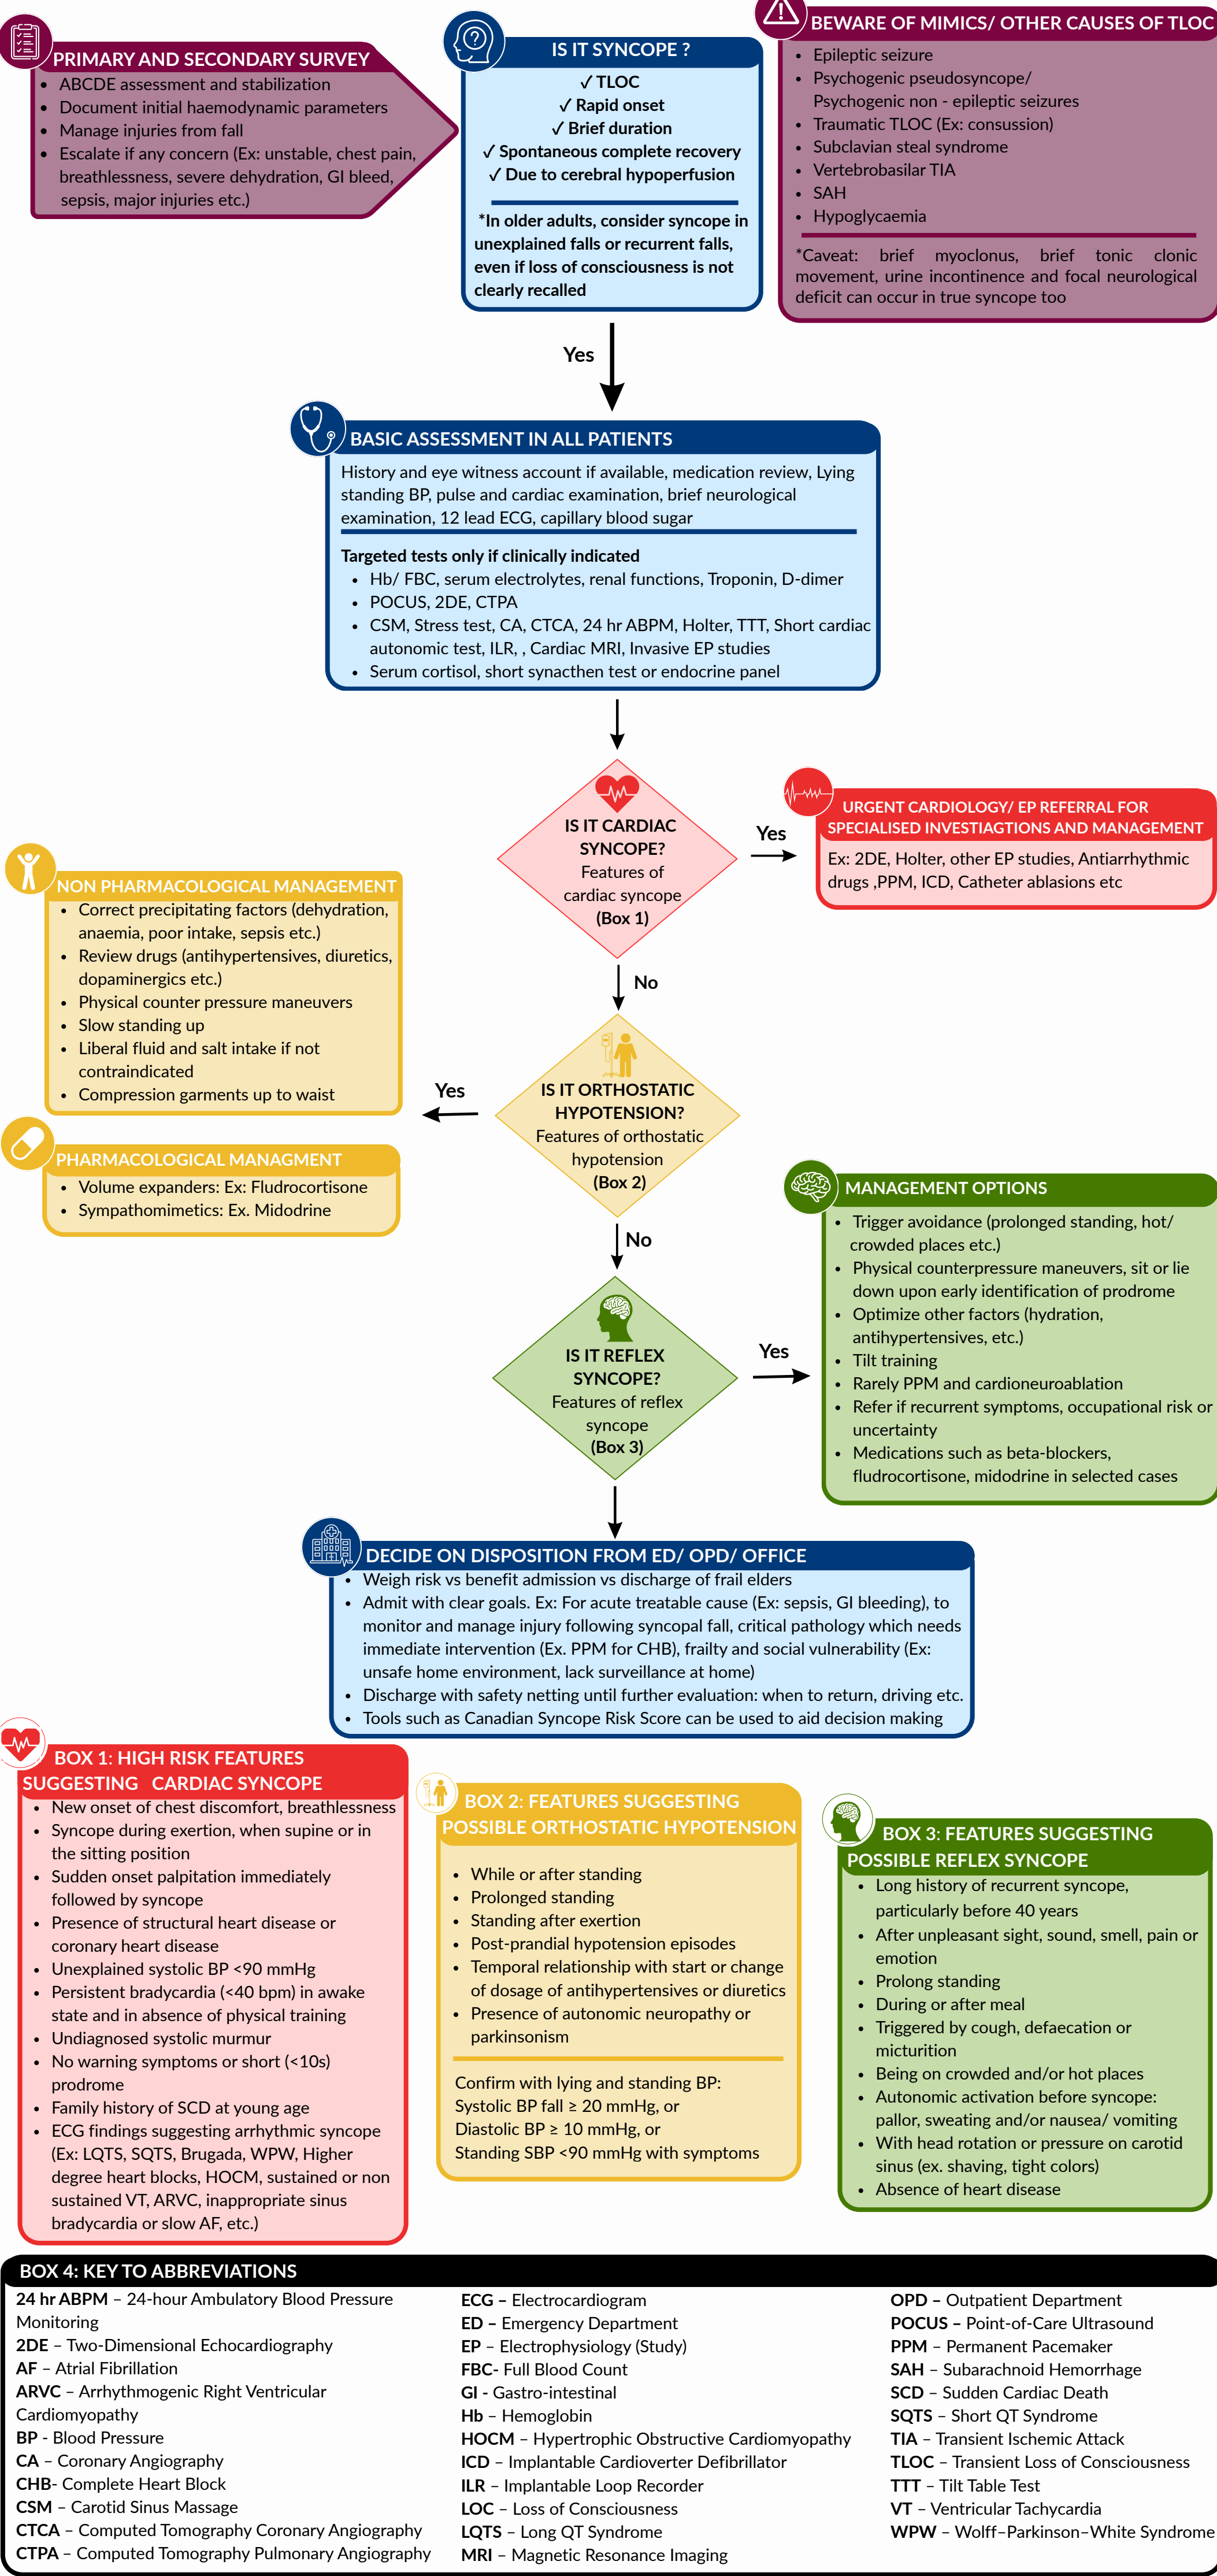 PRIMARY AND SECONDARY SURVEY
• ABCDE assessment and stabilization
• Document initial haemodynamic parameters
• Manage injuries from fall
• Escalate if any concern (Ex: unstable, chest pain,
breathlessness, severe dehydration, GI bleed,
sepsis, major injuries etc.)
IS IT SYNCOPE ?
✓ TLOC
✓ Rapid onset
✓ Brief duration
✓ Spontaneous complete recovery
✓ Due to cerebral hypoperfusion
*In older adults, consider syncope in
unexplained falls or recurrent falls,
even if loss of consciousness is not
clearly recalled
BEWARE OF MIMICS/ OTHER CAUSES OF TLOC
• Epileptic seizure
• Psychogenic pseudosyncope/
Psychogenic non - epileptic seizures
• Traumatic TLOC (Ex: consussion)
• Subclavian steal syndrome
• Vertebrobasilar TIA
• SAH
• Hypoglycaemia
*Caveat: brief myoclonus, brief tonic clonic
movement, urine incontinence and focal neurological
deficit can occur in true syncope too
Yes
BASIC ASSESSMENT IN ALL PATIENTS
History and eye witness account if available, medication review, Lying
standing BP, pulse and cardiac examination, brief neurological
examination, 12 lead ECG, capillary blood sugar
Targeted tests only if clinically indicated
• Hb/ FBC, serum electrolytes, renal functions, Troponin, D-dimer
• POCUS, 2DE, CTPA
• CSM, Stress test, CA, CTCA, 24 hr ABPM, Holter, TTT, Short cardiac
autonomic test, ILR, , Cardiac MRI, Invasive EP studies
• Serum cortisol, short synacthen test or endocrine panel
IS IT CARDIAC
SYNCOPE?
Features of
cardiac syncope
(Box 1)
Yes
URGENT CARDIOLOGY/ EP REFERRAL FOR
SPECIALISED INVESTIAGTIONS AND MANAGEMENT
Ex: 2DE, Holter, other EP studies, Antiarrhythmic
drugs ,PPM, ICD, Catheter ablasions etc
No
NON PHARMACOLOGICAL MANAGEMENT
• Correct precipitating factors (dehydration,
anaemia, poor intake, sepsis etc.)
• Review drugs (antihypertensives, diuretics,
dopaminergics etc.)
• Physical counter pressure maneuvers
• Slow standing up
• Liberal fluid and salt intake if not
contraindicated
• Compression garments up to waist
Yes
IS IT ORTHOSTATIC
HYPOTENSION?
Features of orthostatic
hypotension
(Box 2)
PHARMACOLOGICAL MANAGMENT
• Volume expanders: Ex: Fludrocortisone
• Sympathomimetics: Ex. Midodrine
No
IS IT REFLEX
SYNCOPE?
Features of reflex
syncope
(Box 3)
Yes
MANAGEMENT OPTIONS
• Trigger avoidance (prolonged standing, hot/
crowded places etc.)
• Physical counterpressure maneuvers, sit or lie
down upon early identification of prodrome
• Optimize other factors (hydration,
antihypertensives, etc.)
• Tilt training
• Rarely PPM and cardioneuroablation
• Refer if recurrent symptoms, occupational risk or
uncertainty
• Medications such as beta-blockers,
fludrocortisone, midodrine in selected cases
DECIDE ON DISPOSITION FROM ED/ OPD/ OFFICE
• Weigh risk vs benefit admission vs discharge of frail elders
• Admit with clear goals. Ex: For acute treatable cause (Ex: sepsis, GI bleeding), to
monitor and manage injury following syncopal fall, critical pathology which needs
immediate intervention (Ex. PPM for CHB), frailty and social vulnerability (Ex:
unsafe home environment, lack surveillance at home)
• Discharge with safety netting until further evaluation: when to return, driving etc.
• Tools such as Canadian Syncope Risk Score can be used to aid decision making
BOX 1: HIGH RISK FEATURES
SUGGESTING CARDIAC SYNCOPE
• New onset of chest discomfort, breathlessness
• Syncope during exertion, when supine or in
the sitting position
• Sudden onset palpitation immediately
followed by syncope
• Presence of structural heart disease or
coronary heart disease
• Unexplained systolic BP <90 mmHg
• Persistent bradycardia (<40 bpm) in awake
state and in absence of physical training
• Undiagnosed systolic murmur
• No warning symptoms or short (<10s)
prodrome
• Family history of SCD at young age
• ECG findings suggesting arrhythmic syncope
(Ex: LQTS, SQTS, Brugada, WPW, Higher
degree heart blocks, HOCM, sustained or non
sustained VT, ARVC, inappropriate sinus
bradycardia or slow AF, etc.)
BOX 2: FEATURES SUGGESTING
POSSIBLE ORTHOSTATIC HYPOTENSION
• While or after standing
• Prolonged standing
• Standing after exertion
• Post-prandial hypotension episodes
• Temporal relationship with start or change
of dosage of antihypertensives or diuretics
• Presence of autonomic neuropathy or
parkinsonism
Confirm with lying and standing BP:
Systolic BP fall ≥ 20 mmHg, or
Diastolic BP ≥ 10 mmHg, or
Standing SBP <90 mmHg with symptoms
BOX 3: FEATURES SUGGESTING
POSSIBLE REFLEX SYNCOPE
• Long history of recurrent syncope,
particularly before 40 years
• After unpleasant sight, sound, smell, pain or
emotion
• Prolong standing
• During or after meal
• Triggered by cough, defaecation or
micturition
• Being on crowded and/or hot places
• Autonomic activation before syncope:
pallor, sweating and/or nausea/ vomiting
• With head rotation or pressure on carotid
sinus (ex. shaving, tight colors)
• Absence of heart disease
BOX 4: KEY TO ABBREVIATIONS
24 hr ABPM – 24-hour Ambulatory Blood Pressure
Monitoring
2DE – Two-Dimensional Echocardiography
AF – Atrial Fibrillation
ARVC – Arrhythmogenic Right Ventricular
Cardiomyopathy
BP - Blood Pressure
CA – Coronary Angiography
CHB- Complete Heart Block
CSM – Carotid Sinus Massage
CTCA – Computed Tomography Coronary Angiography
CTPA – Computed Tomography Pulmonary Angiography
ECG – Electrocardiogram
ED – Emergency Department
EP – Electrophysiology (Study)
FBC- Full Blood Count
GI - Gastro-intestinal
Hb – Hemoglobin
HOCM – Hypertrophic Obstructive Cardiomyopathy
ICD – Implantable Cardioverter Defibrillator
ILR – Implantable Loop Recorder
LOC – Loss of Consciousness
LQTS – Long QT Syndrome
MRI – Magnetic Resonance Imaging
OPD – Outpatient Department
POCUS – Point-of-Care Ultrasound
PPM – Permanent Pacemaker
SAH – Subarachnoid Hemorrhage
SCD – Sudden Cardiac Death
SQTS – Short QT Syndrome
TIA – Transient Ischemic Attack
TLOC – Transient Loss of Consciousness
TTT – Tilt Table Test
VT – Ventricular Tachycardia
WPW – Wolff–Parkinson–White Syndrome